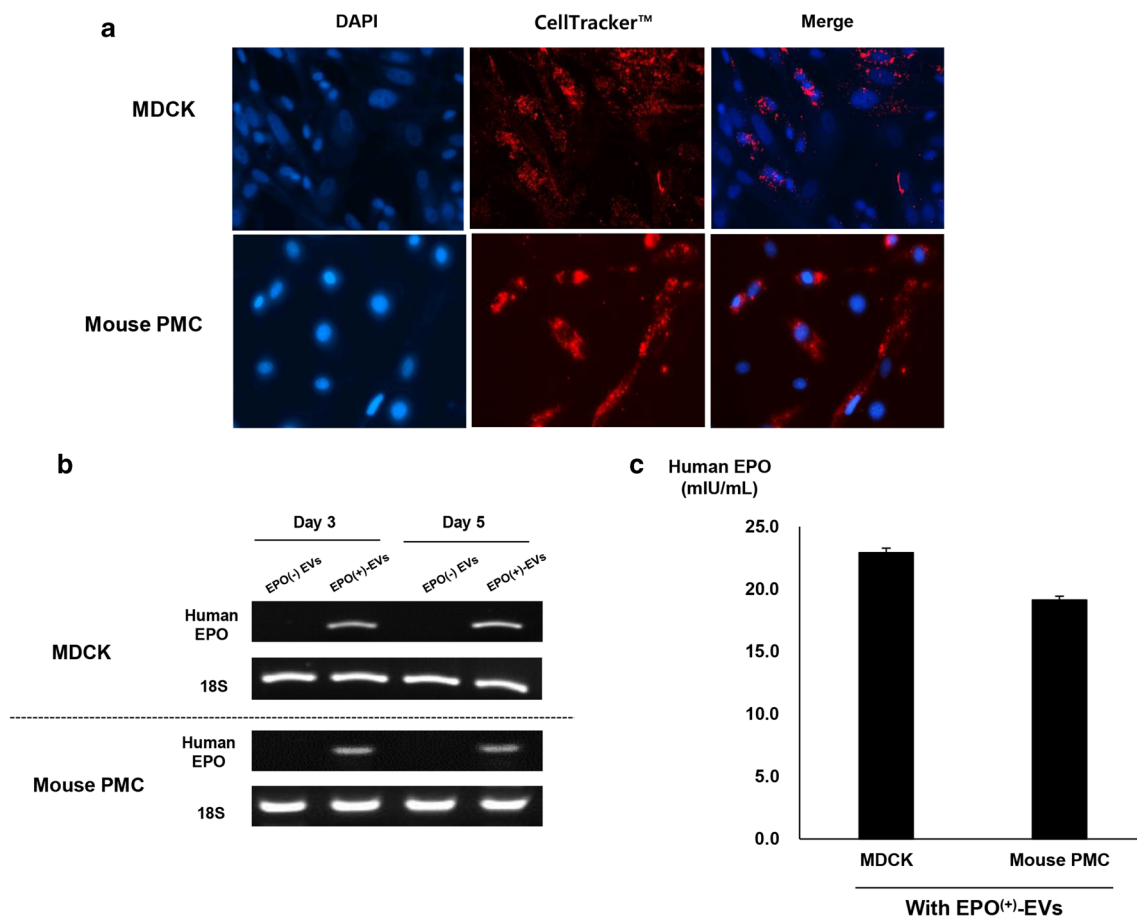 a
DAPI
CellTracker™
Merge
MDCK
Mouse PMC
b
Day 3
Day 5
EPO(-) EVs
EPO(+)-EVs
EPO(-) EVs
EPO(+)-EVs
MDCK
Human
EPO
18S
Mouse PMC
Human
EPO
18S
c
Human EPO
(mIU/mL)
25.0
20.0
15.0
10.0
5.0
0.0
MDCK
Mouse PMC
With EPO⁽⁺⁾-EVs